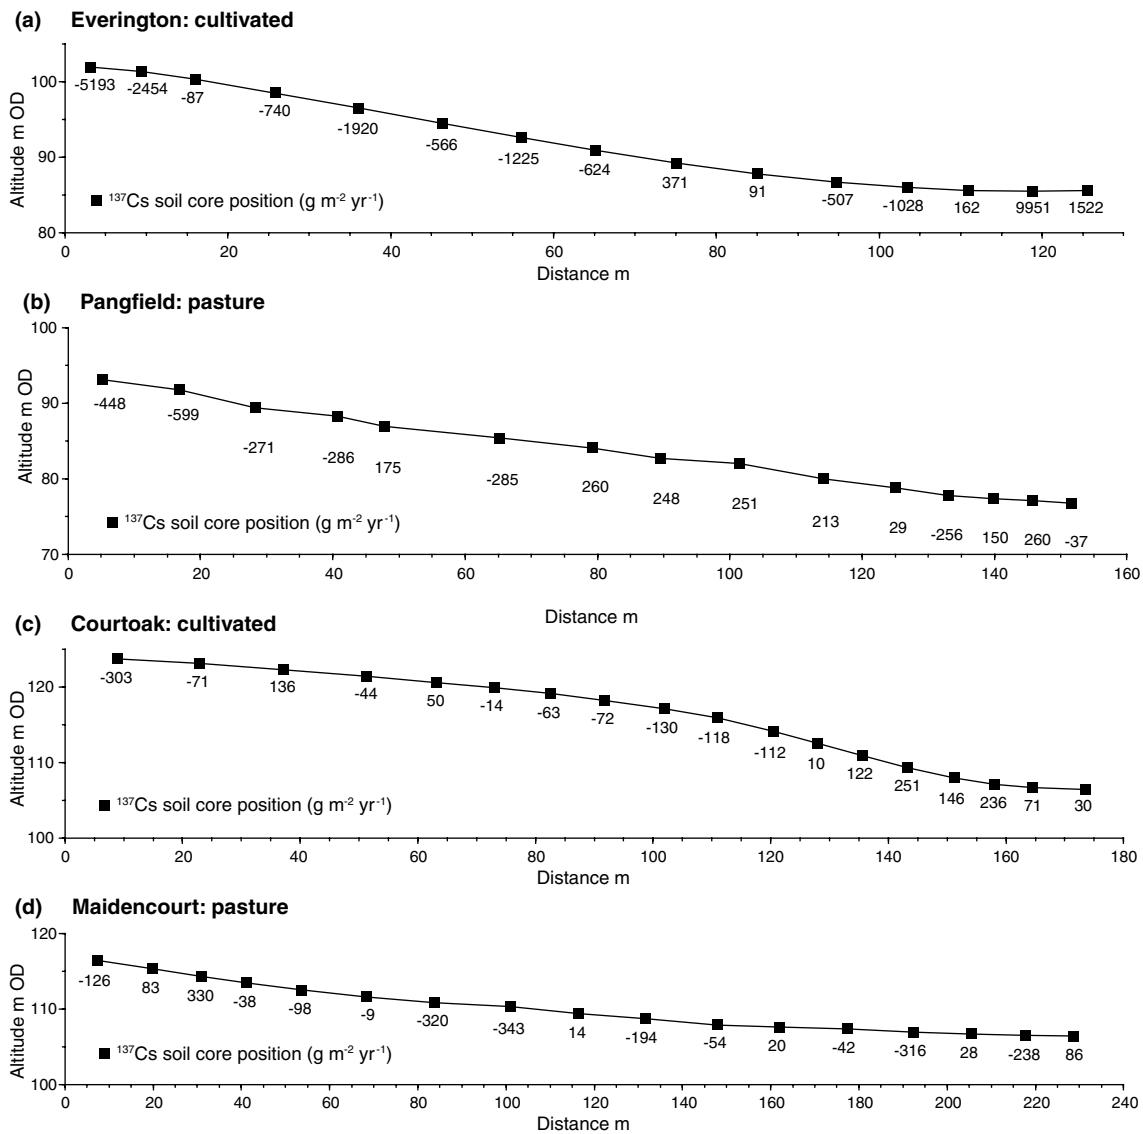 (a) Everington: cultivated
Altitude m OD
100
90
80
-5193 -2454 -87 -740 -1920 -566 -1225 -624 371 91 -507 -1028 162 9951 1522
■ ¹³⁷Cs soil core position (g m⁻² yr⁻¹)
0 20 40 60 80 100 120
Distance m
(b) Pangfield: pasture
Altitude m OD
100
90
80
70
-448 -599 -271 -286 175 -285 260 248 251 213 29 -256 150 260 -37
■ ¹³⁷Cs soil core position (g m⁻² yr⁻¹)
0 20 40 60 80 100 120 140 160
Distance m
(c) Courtoak: cultivated
Altitude m OD
120
110
100
-303 -71 136 -44 50 -14 -63 -72 -130 -118 -112 10 122 251 146 236 71 30
■ ¹³⁷Cs soil core position (g m⁻² yr⁻¹)
0 20 40 60 80 100 120 140 160 180
Distance m
(d) Maidencourt: pasture
Altitude m OD
120
110
100
-126 83 330 -38 -98 -9 -320 -343 14 -194 -54 20 -42 -316 28 -238 86
■ ¹³⁷Cs soil core position (g m⁻² yr⁻¹)
0 20 40 60 80 100 120 140 160 180 200 220 240
Distance m